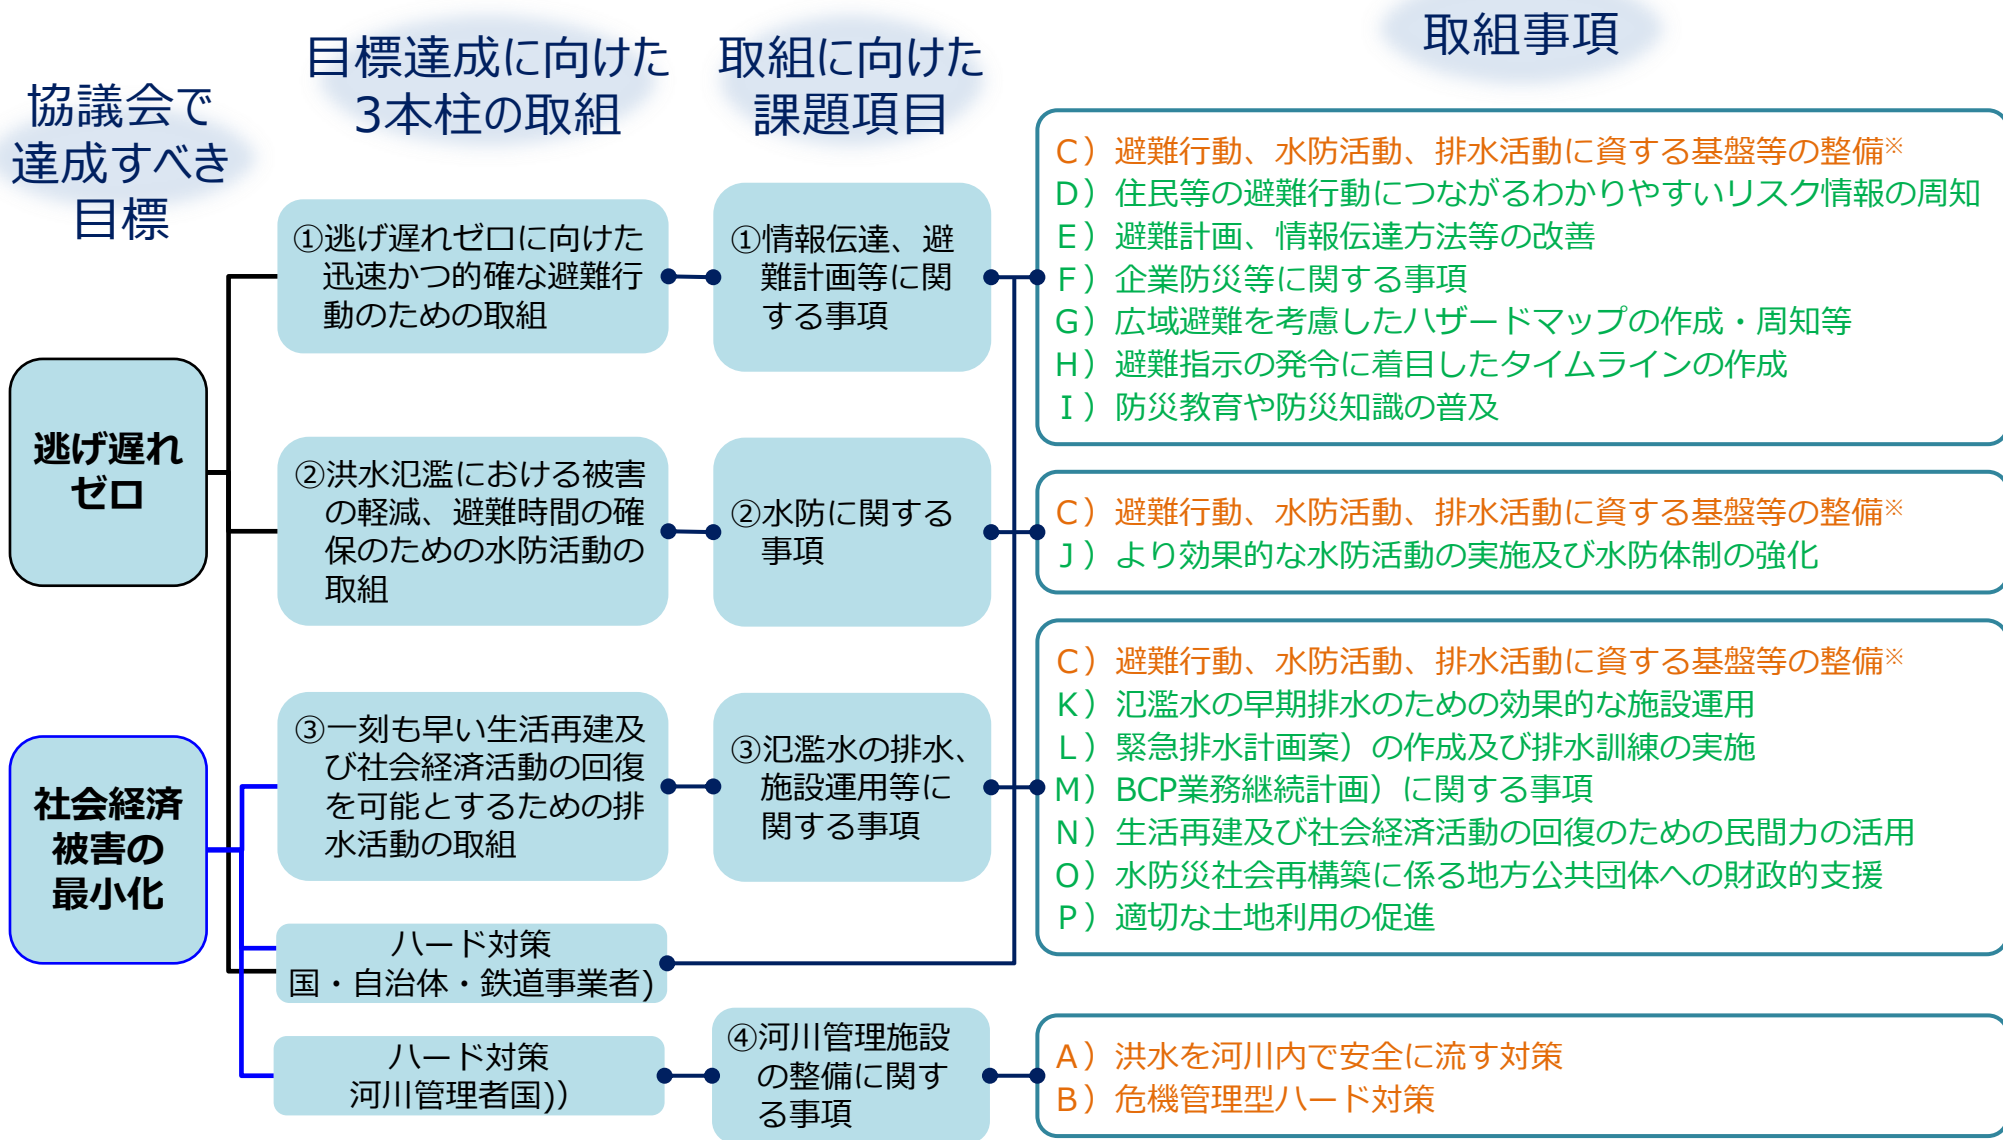 協議会で
達成すべき
目標
目標達成に向けた
3本柱の取組
取組に向けた
課題項目
取組事項
逃げ遅れ
ゼロ
社会経済
被害の
最小化
①逃げ遅れゼロに向けた
迅速かつ的確な避難行
動のための取組
②洪水氾濫における被害
の軽減、避難時間の確
保のための水防活動の
取組
③一刻も早い生活再建及
び社会経済活動の回復
を可能とするための排
水活動の取組
ハード対策
国・自治体・鉄道事業者)
ハード対策
河川管理者国)）
①情報伝達、避
難計画等に関
する事項
②水防に関する
事項
③氾濫水の排水、
施設運用等に
関する事項
④河川管理施設
の整備に関す
る事項
C）避難行動、水防活動、排水活動に資する基盤等の整備※
D）住民等の避難行動につながるわかりやすいリスク情報の周知
E）避難計画、情報伝達方法等の改善
F）企業防災等に関する事項
G）広域避難を考慮したハザードマップの作成・周知等
H）避難指示の発令に着目したタイムラインの作成
I）防災教育や防災知識の普及
C）避難行動、水防活動、排水活動に資する基盤等の整備※
J）より効果的な水防活動の実施及び水防体制の強化
C）避難行動、水防活動、排水活動に資する基盤等の整備※
K）氾濫水の早期排水のための効果的な施設運用
L）緊急排水計画案）の作成及び排水訓練の実施
M）BCP業務継続計画）に関する事項
N）生活再建及び社会経済活動の回復のための民間力の活用
O）水防災社会再構築に係る地方公共団体への財政的支援
P）適切な土地利用の促進
A）洪水を河川内で安全に流す対策
B）危機管理型ハード対策